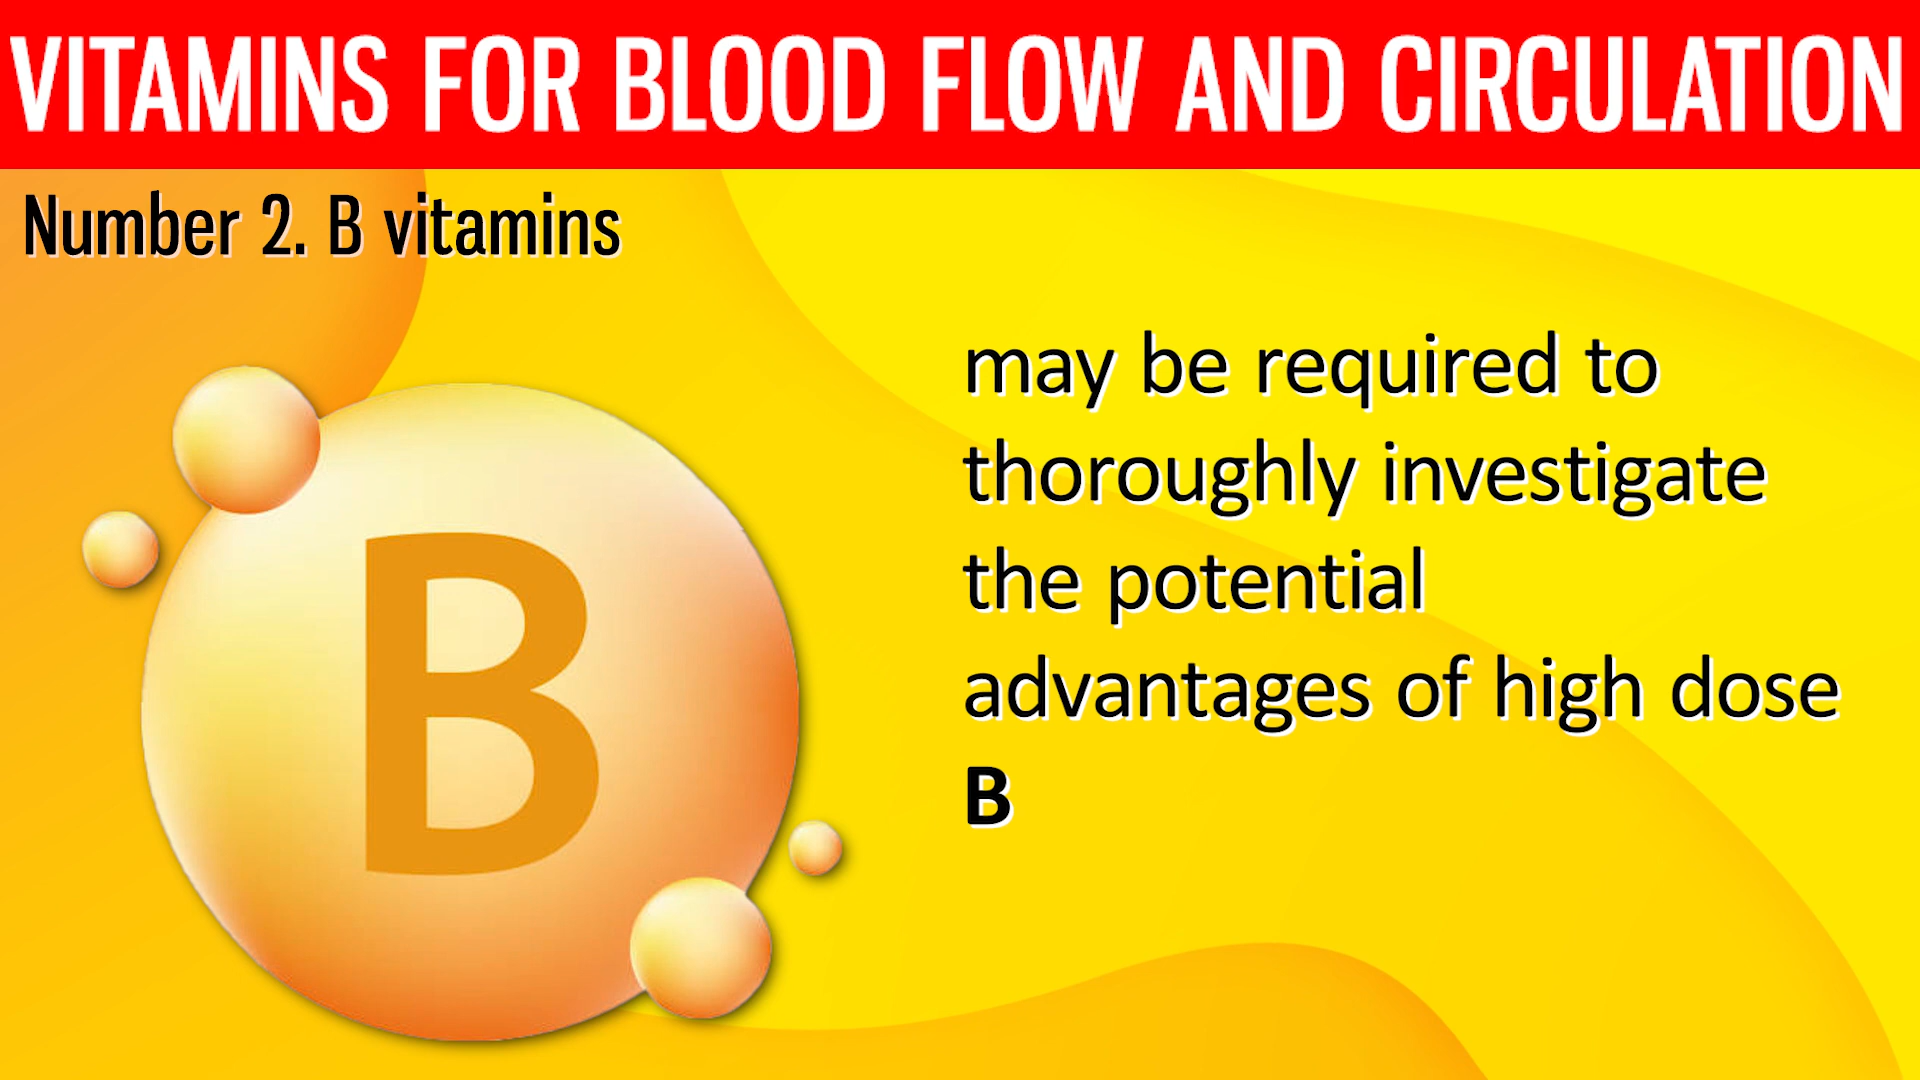 VITAMINS FOR BLOOD FLOW AND CIRCULATION
Number 2. B vitamins
B
may be required to
thoroughly investigate
the potential
advantages of high dose
B